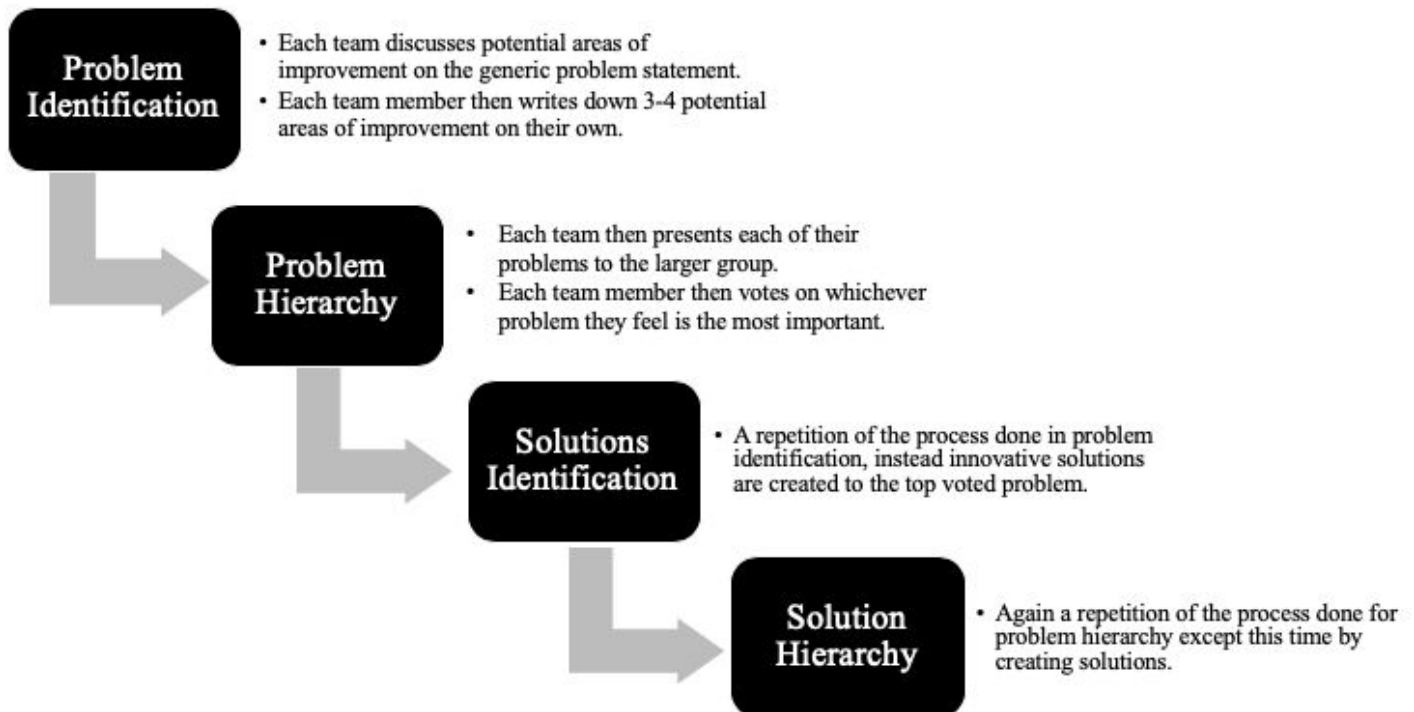 Problem
Identification
• Each team discusses potential areas of
improvement on the generic problem statement.
• Each team member then writes down 3-4 potential
areas of improvement on their own.
Problem
Hierarchy
• Each team then presents each of their
problems to the larger group.
• Each team member then votes on whichever
problem they feel is the most important.
Solutions
Identification
• A repetition of the process done in problem
identification, instead innovative solutions
are created to the top voted problem.
Solution
Hierarchy
• Again a repetition of the process done for
problem hierarchy except this time by
creating solutions.